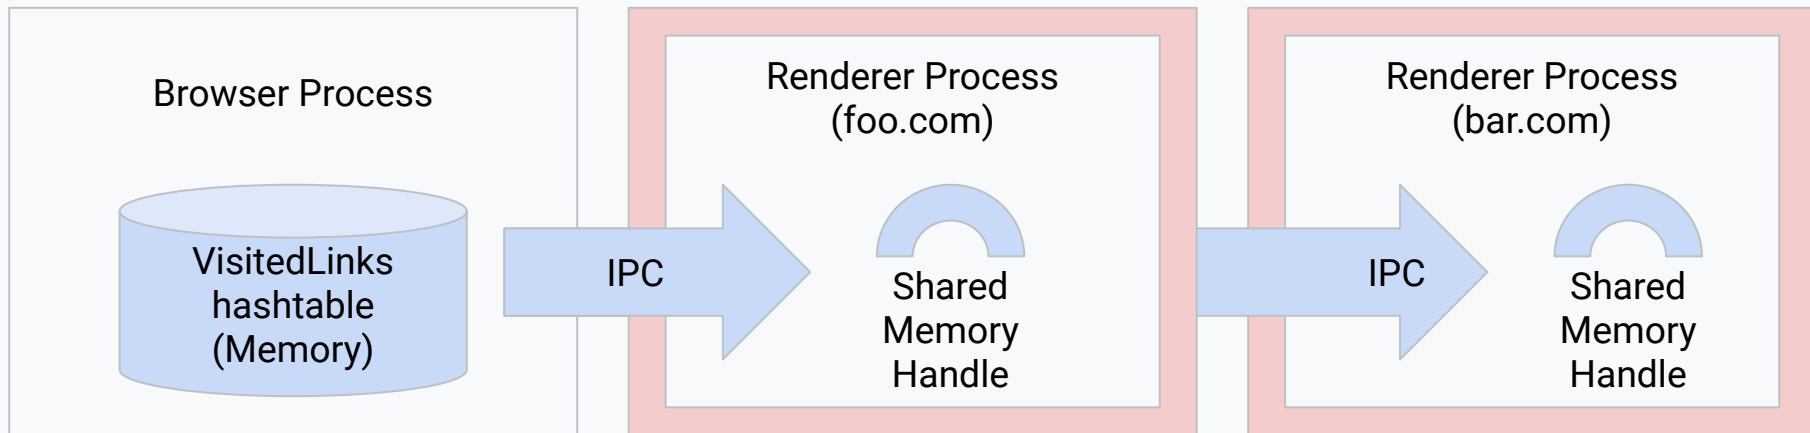 Browser Process
VisitedLinks
hashtable
(Memory)
IPC
Renderer Process
(foo.com)
Shared
Memory
Handle
IPC
Renderer Process
(bar.com)
Shared
Memory
Handle